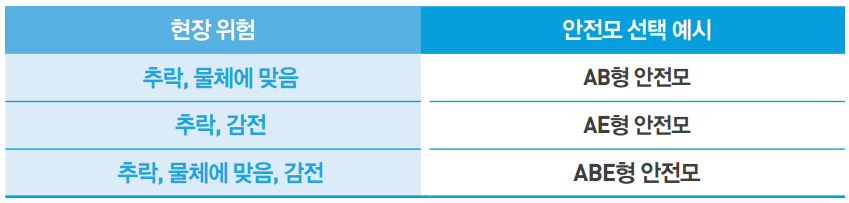 현장 위험 안전모 선택 예시
추락, 물체에 맞음 AB형 안전모
추락, 감전 AE형 안전모
추락, 물체에 맞음, 감전 ABE형 안전모